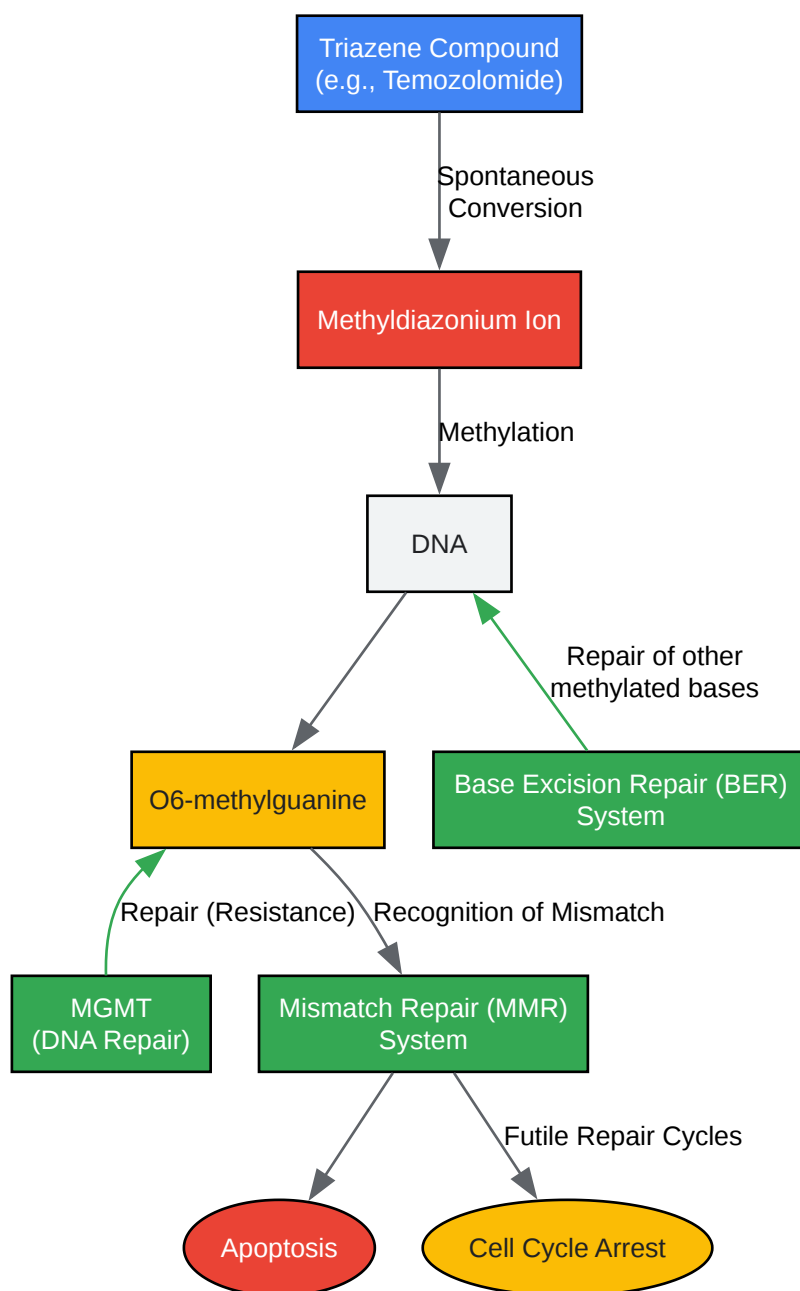 Triazene Compound
(e.g., Temozolomide)
Spontaneous
Conversion
Methyldiazonium Ion
Methylation
DNA
Repair of other
methylated bases
O6-methylguanine
Base Excision Repair (BER)
System
Repair (Resistance)
Recognition of Mismatch
MGMT
(DNA Repair)
Mismatch Repair (MMR)
System
Futile Repair Cycles
Apoptosis
Cell Cycle Arrest